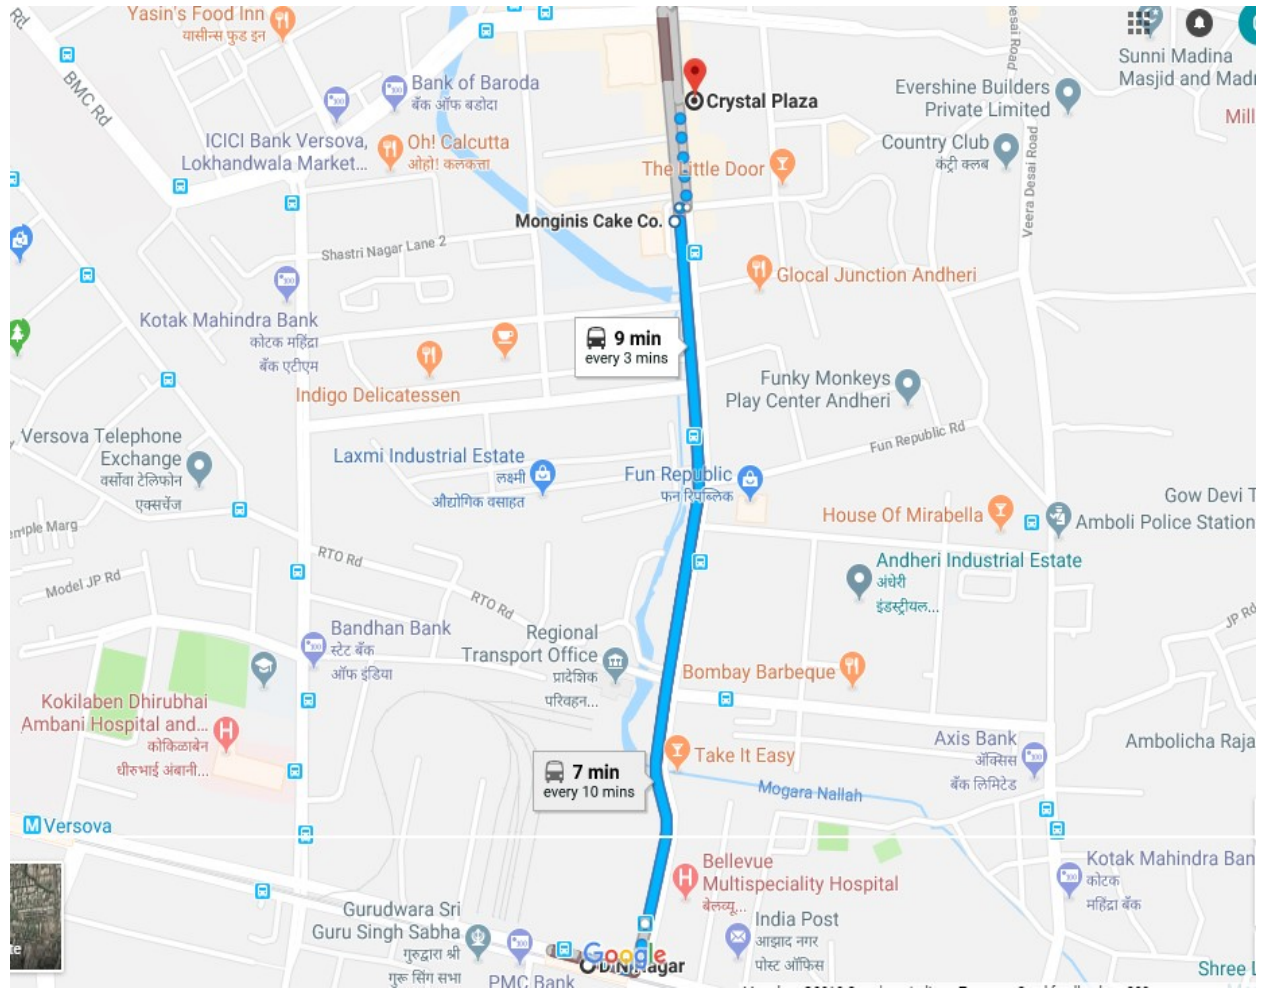 Rd
Yasin's Food Inn
यासीन्स फुड इन
BMC Rd
Bank of Baroda
बँक ऑफ बडोदा
ICICI Bank Versova,
Lokhandwala Market...
Oh! Calcutta
ओहो! कलकत्ता
Crystal Plaza
The Little Door
Monginis Cake Co.
esai Road
Sunni Madina
Masjid and Madr
Evershine Builders
Private Limited
Mill
Country Club
कंट्री क्लब
Veera Desai Road
Shastri Nagar Lane 2
Glocal Junction Andheri
Kotak Mahindra Bank
कोटक महिंद्रा
बँक एटीएम
9 min
every 3 mins
Indigo Delicatessen
Funky Monkeys
Play Center Andheri
Fun Republic Rd
Versova Telephone
Exchange
वर्सोवा टेलिफोन
एक्सचेंज
Laxmi Industrial Estate
लक्ष्मी
औद्योगिक वसाहत
Fun Republic
फन रिपब्लिक
House Of Mirabella
Gow Devi T
Amboli Police Station
emple Marg
RTO Rd
Model JP Rd
RTO Rd
Andheri Industrial Estate
अंधेरी
इंडस्ट्रीयल...
JP Rd
Bandhan Bank
स्टेट बँक
ऑफ इंडिया
Regional
Transport Office
प्रादेशिक
परिवहन...
Bombay Barbeque
Kokilaben Dhirubhai
Ambani Hospital and...
कोकिळाबेन
धीरुभाई अंबानी...
Take It Easy
Axis Bank
ॲक्सिस
बँक लिमिटेड
Ambolicha Raja
7 min
every 10 mins
Mogara Nallah
M Versova
Bellevue
Multispeciality Hospital
बेलव्यू...
Kotak Mahindra Ban
कोटक
महिंद्रा बँक
Gurudwara Sri
Guru Singh Sabha
गुरुद्वारा श्री
गुरू सिंग सभा
India Post
आझाद नगर
पोस्ट ऑफिस
te
Google
D.N.Nagar
PMC Bank
Shree L